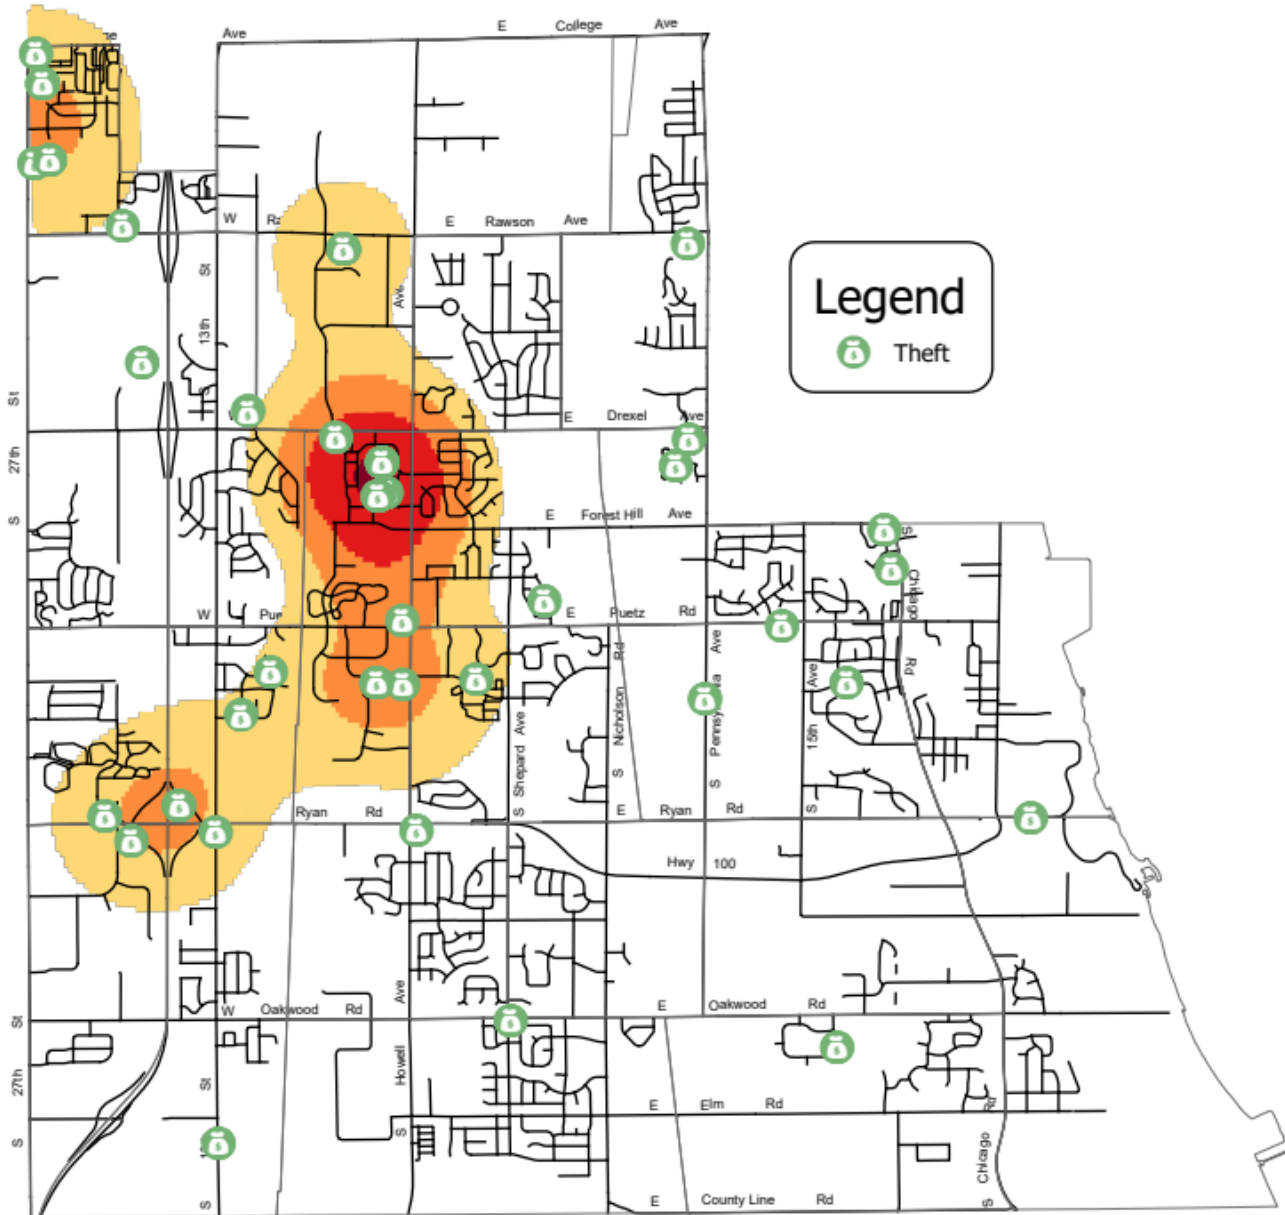 Ave
E College Ave
W
E Rawson Ave
S 13th St
Ave
Legend
Theft
S 27th St
E Drexel Ave
E Forest Hill Ave
W Pue
E Puetz Rd
S Chicago Rd
S Shepard Ave
S Nicholson Rd
S Pennsylvania Ave
S 15th Ave
Ryan Rd
E Ryan Rd
Hwy 100
W Oakwood Rd
E Oakwood Rd
S Howell Ave
S 27th St
S St
E Elm Rd
S Chicago Rd
E County Line Rd